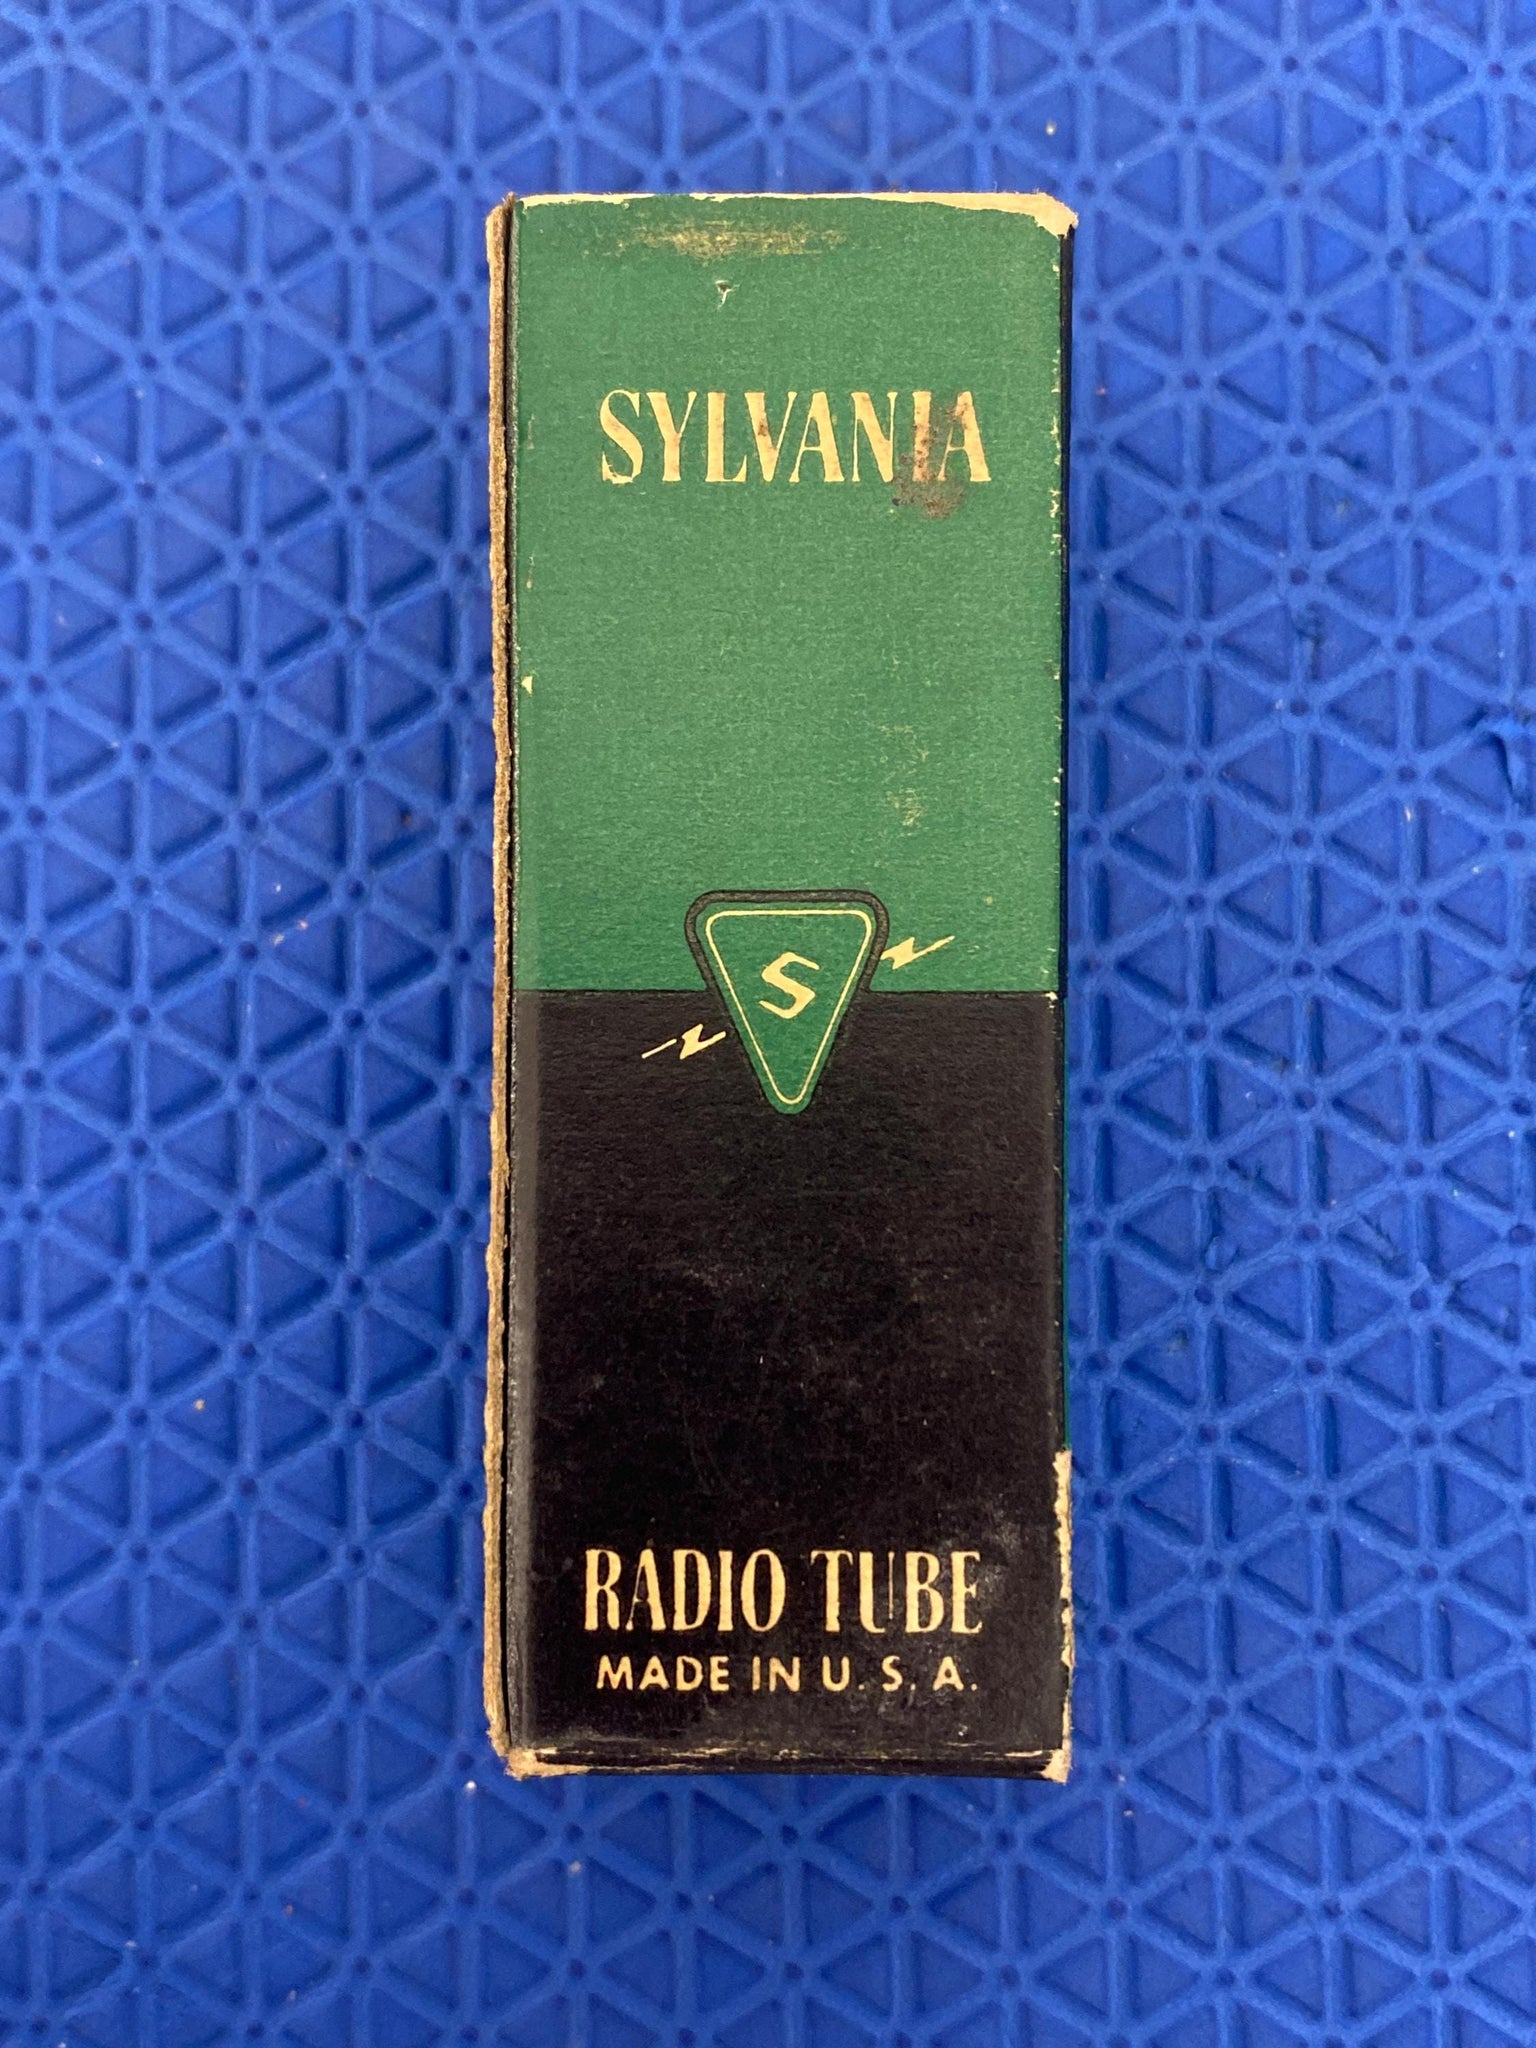 SYLVANIA
S
RADIO TUBE
MADE IN U. S. A.